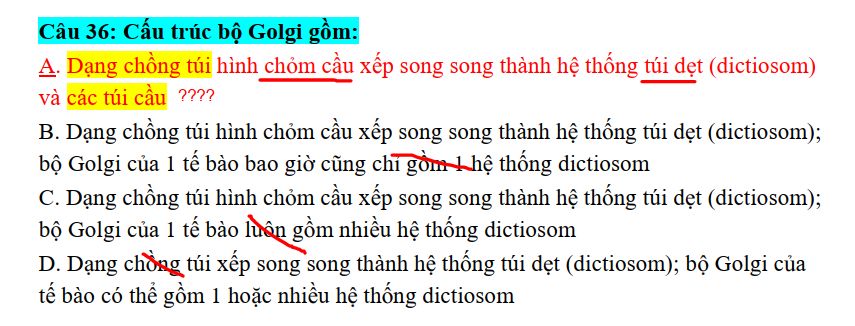 Câu 36: Cấu trúc bộ Golgi gồm:
A. Dạng chồng túi hình chỏm cầu xếp song song thành hệ thống túi dẹt (dictiosom)
và các túi cầu ????
B. Dạng chồng túi hình chỏm cầu xếp song song thành hệ thống túi dẹt (dictiosom);
bộ Golgi của 1 tế bào bao giờ cũng chỉ gồm 1 hệ thống dictiosom
C. Dạng chồng túi hình chỏm cầu xếp song song thành hệ thống túi dẹt (dictiosom);
bộ Golgi của 1 tế bào luôn gồm nhiều hệ thống dictiosom
D. Dạng chồng túi xếp song song thành hệ thống túi dẹt (dictiosom); bộ Golgi của
tế bào có thể gồm 1 hoặc nhiều hệ thống dictiosom